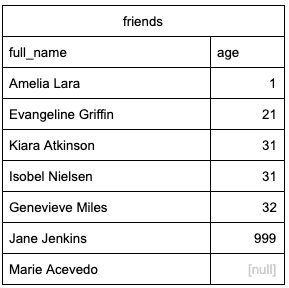 friends
full_name age
Amelia Lara 1
Evangeline Griffin 21
Kiara Atkinson 31
Isobel Nielsen 31
Genevieve Miles 32
Jane Jenkins 999
Marie Acevedo [null]